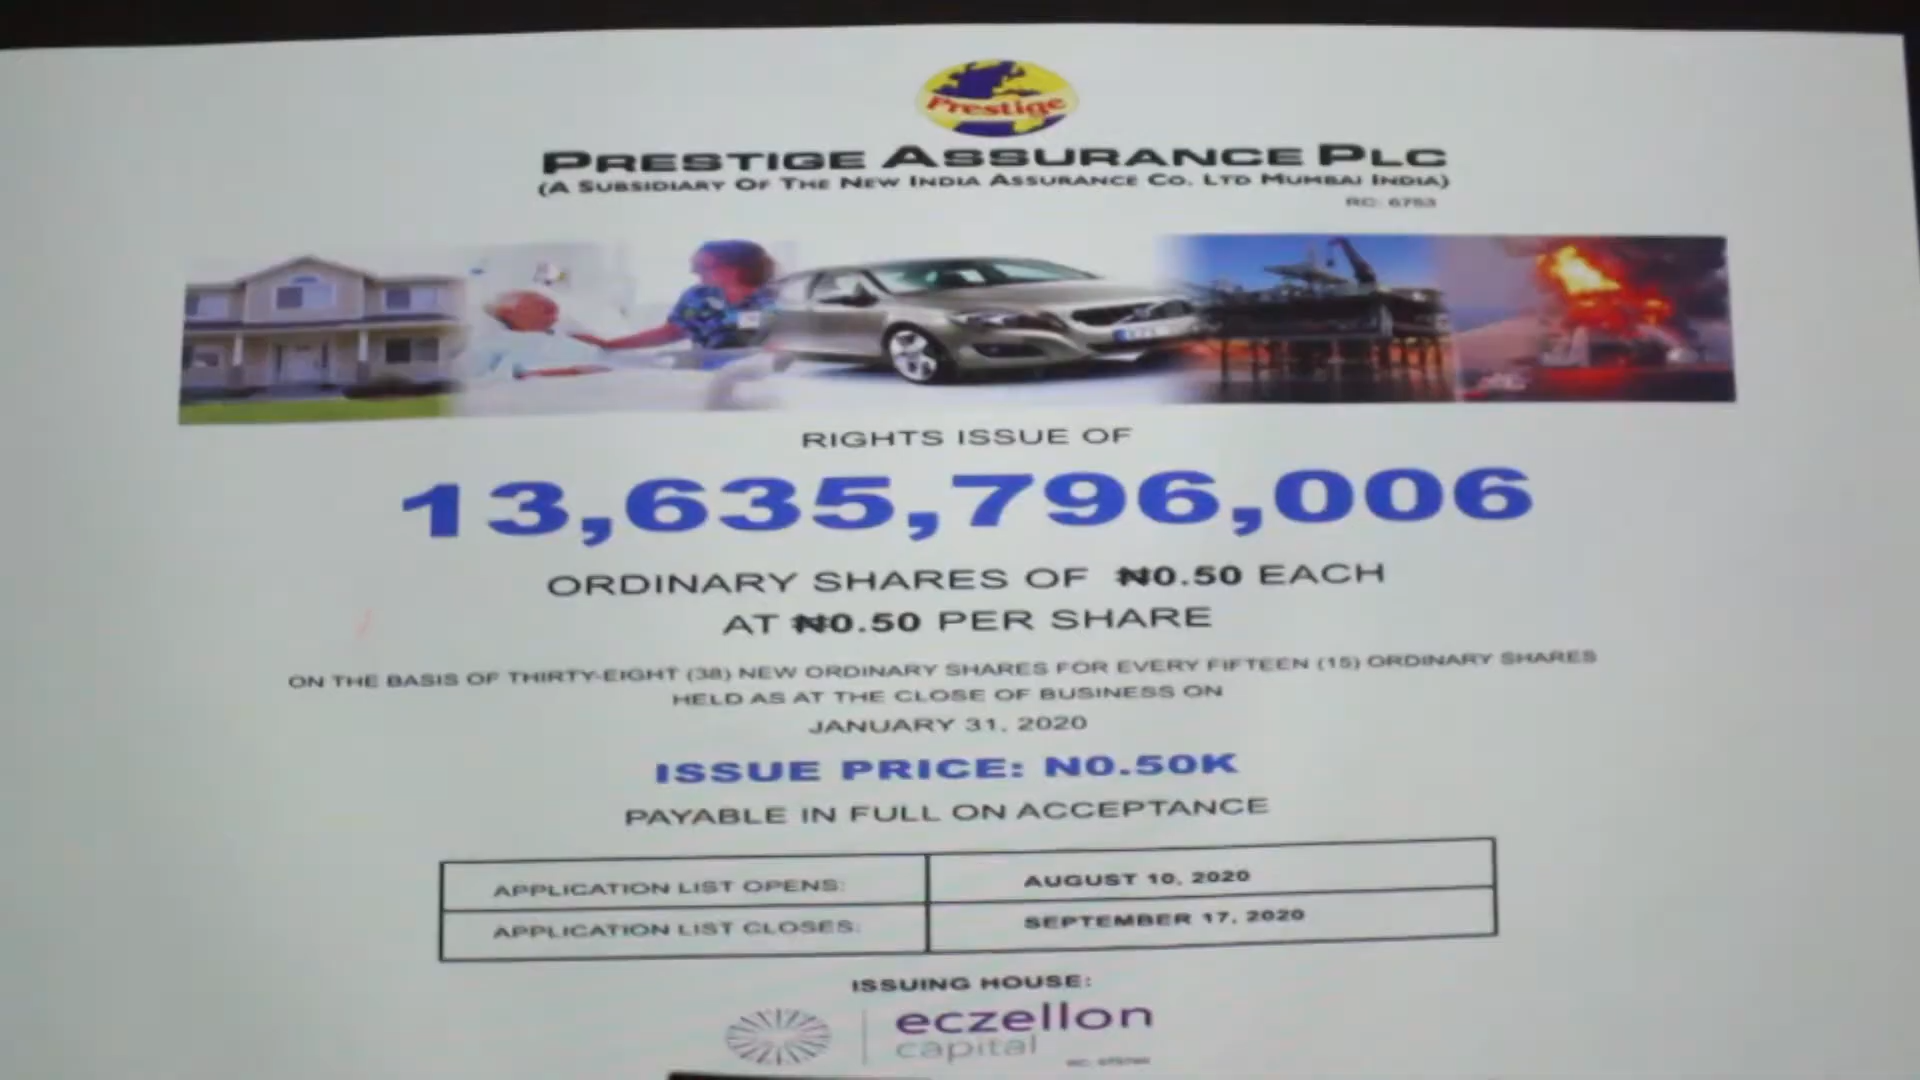 Prestige
PRESTIGE ASSURANCE PLC
(A SUBSIDIARY OF THE NEW INDIA ASSURANCE CO. LTD MUMBAI INDIA)
RC: 6753
RIGHTS ISSUE OF
13,635,796,006
ORDINARY SHARES OF ₦0.50 EACH
AT ₦0.50 PER SHARE
ON THE BASIS OF THIRTY-EIGHT (38) NEW ORDINARY SHARES FOR EVERY FIFTEEN (15) ORDINARY SHARES
HELD AS AT THE CLOSE OF BUSINESS ON
JANUARY 31, 2020
ISSUE PRICE: N0.50K
PAYABLE IN FULL ON ACCEPTANCE
APPLICATION LIST OPENS: AUGUST 10, 2020
APPLICATION LIST CLOSES: SEPTEMBER 17, 2020
ISSUING HOUSE:
eczellon
capital